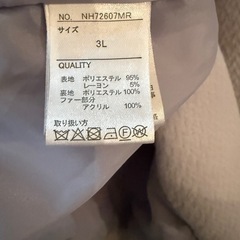 NO. NH72607MR
サイズ
3L
QUALITY
表地 ポリエステル 95%
レーヨン 5%
裏地 ポリエステル 100%
ファー部分
アクリル 100%
取り扱い方